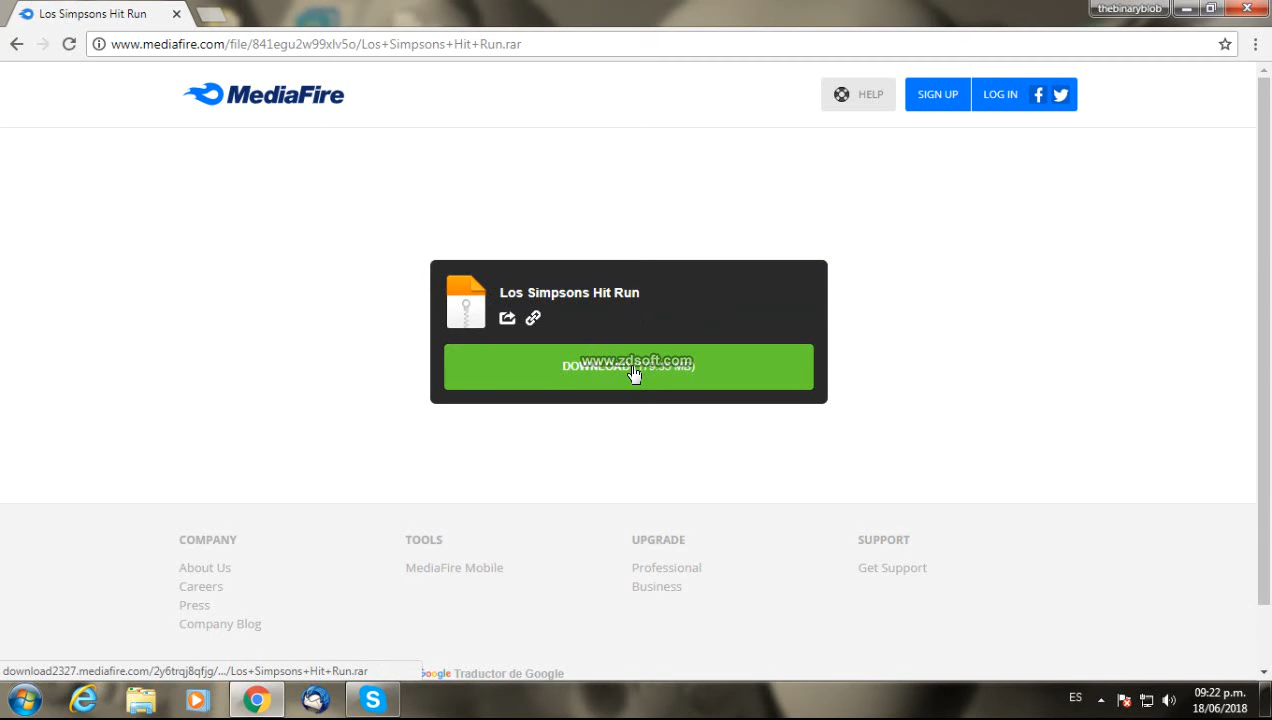 Los Simpsons Hit Run
thebinaryblob
www.mediafire.com/file/841egu2w99xlv5o/Los+Simpsons+Hit+Run.rar
MediaFire
HELP
SIGN UP
LOG IN
Los Simpsons Hit Run
www.zdsoft.com
DOWNLOAD MB)
COMPANY
About Us
Careers
Press
Company Blog
TOOLS
MediaFire Mobile
UPGRADE
Professional
Business
SUPPORT
Get Support
download2327.mediafire.com/2y6trqj8qfjg/.../Los+Simpsons+Hit+Run.rar
Google Traductor de Google
ES
09:22 p.m.
18/06/2018